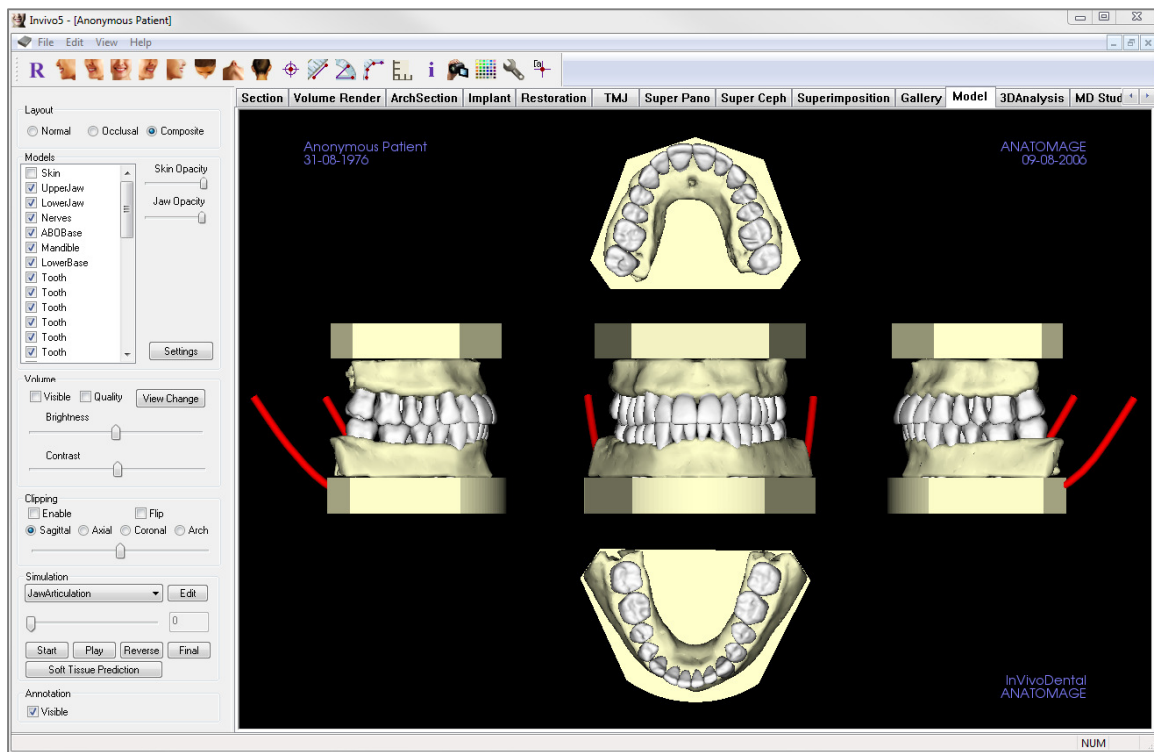 Invivo5 - [Anonymous Patient]
File Edit View Help
R i [a]
Section Volume Render ArchSection Implant Restoration TMJ Super Pano Super Ceph Superimposition Gallery Model 3DAnalysis MD Stud
Layout
Normal Occlusal Composite
Models
Skin
UpperJaw
LowerJaw
Nerves
ABOBase
Mandible
LowerBase
Tooth
Tooth
Tooth
Tooth
Tooth
Tooth
Skin Opacity
Jaw Opacity
Settings
Volume
Visible Quality View Change
Brightness
Contrast
Clipping
Enable Flip
Sagittal Axial Coronal Arch
Simulation
JawArticulation Edit
0
Start Play Reverse Final
Soft Tissue Prediction
Annotation
Visible
Anonymous Patient
31-08-1976
ANATOMAGE
09-08-2006
InVivoDental
ANATOMAGE
NUM